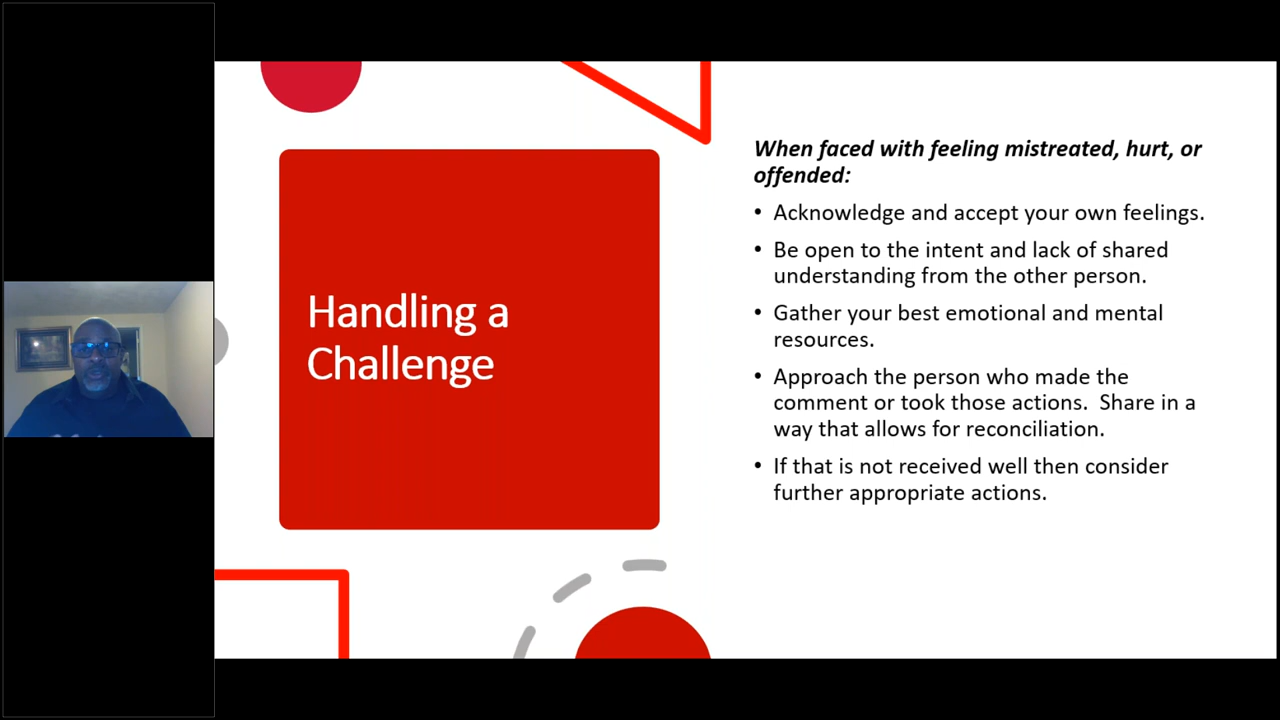 Handling a
Challenge
When faced with feeling mistreated, hurt, or
offended:
• Acknowledge and accept your own feelings.
• Be open to the intent and lack of shared
understanding from the other person.
• Gather your best emotional and mental
resources.
• Approach the person who made the
comment or took those actions.  Share in a
way that allows for reconciliation.
• If that is not received well then consider
further appropriate actions.